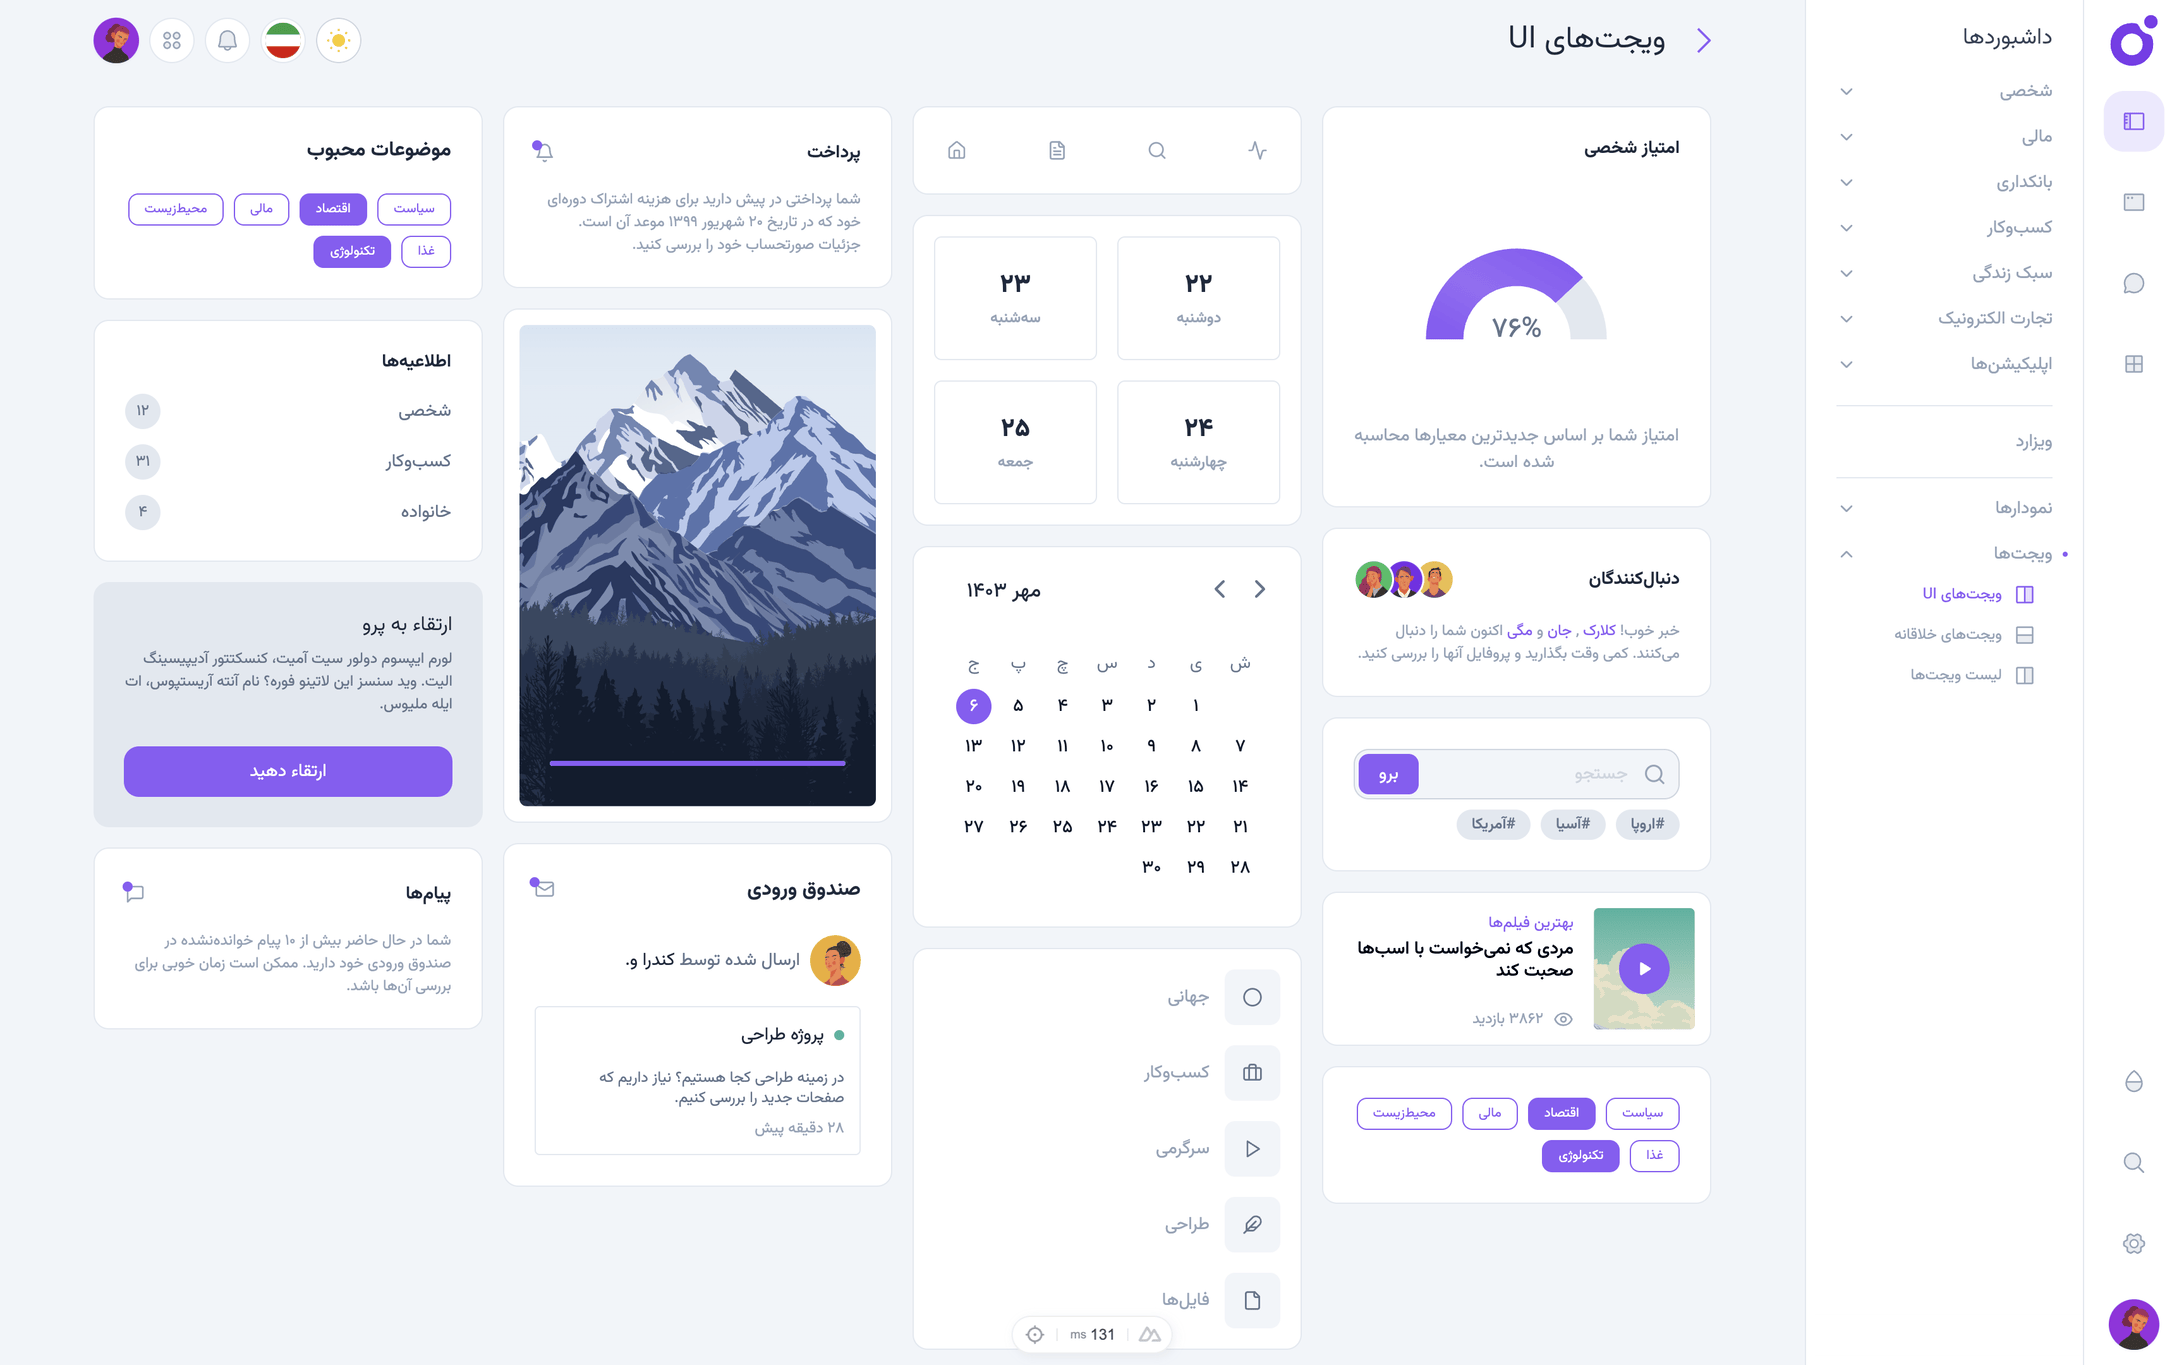 داشبوردها
شخصی
مالی
بانکداری
کسب‌وکار
سبک زندگی
تجارت الکترونیک
اپلیکیشن‌ها
ویزارد
نمودارها
ویجت‌ها
ویجت‌های UI
ویجت‌های خلاقانه
لیست ویجت‌ها
ویجت‌های UI
امتیاز شخصی
۷۶%
امتیاز شما بر اساس جدیدترین معیارها محاسبه
شده است.
دنبال‌کنندگان
خبر خوب! کلارک , جان و مگی اکنون شما را دنبال
می‌کنند. کمی وقت بگذارید و پروفایل آنها را بررسی کنید.
جستجو
برو
#اروپا #آسیا #آمریکا
بهترین فیلم‌ها
مردی که نمی‌خواست با اسب‌ها
صحبت کند
۳۸۶۲ بازدید
سیاست اقتصاد مالی محیط‌زیست
غذا تکنولوژی
۲۲ ۲۳
دوشنبه سه‌شنبه
۲۴ ۲۵
چهارشنبه جمعه
مهر ۱۴۰۳
ش ی د س چ پ ج
۱ ۲ ۳ ۴ ۵ ۶
۷ ۸ ۹ ۱۰ ۱۱ ۱۲ ۱۳
۱۴ ۱۵ ۱۶ ۱۷ ۱۸ ۱۹ ۲۰
۲۱ ۲۲ ۲۳ ۲۴ ۲۵ ۲۶ ۲۷
۲۸ ۲۹ ۳۰
جهانی
کسب‌وکار
سرگرمی
طراحی
فایل‌ها
131 ms
پرداخت
شما پرداختی در پیش دارید برای هزینه اشتراک دوره‌ای
خود که در تاریخ ۲۰ شهریور ۱۳۹۹ موعد آن است.
جزئیات صورتحساب خود را بررسی کنید.
صندوق ورودی
ارسال شده توسط کندرا و.
پروژه طراحی
در زمینه طراحی کجا هستیم؟ نیاز داریم که
صفحات جدید را بررسی کنیم.
۲۸ دقیقه پیش
موضوعات محبوب
سیاست اقتصاد مالی محیط‌زیست
غذا تکنولوژی
اطلاعیه‌ها
شخصی ۱۲
کسب‌وکار ۳۱
خانواده ۴
ارتقاء به پرو
لورم ایپسوم دولور سیت آمیت، کنسکتتور آدیپیسینگ
الیت. وید سنسز این لاتینو فوره؟ نام آنته آریستپوس، ات
ایله ملیوس.
ارتقاء دهید
پیام‌ها
شما در حال حاضر بیش از ۱۰ پیام خوانده‌نشده در
صندوق ورودی خود دارید. ممکن است زمان خوبی برای
بررسی آن‌ها باشد.